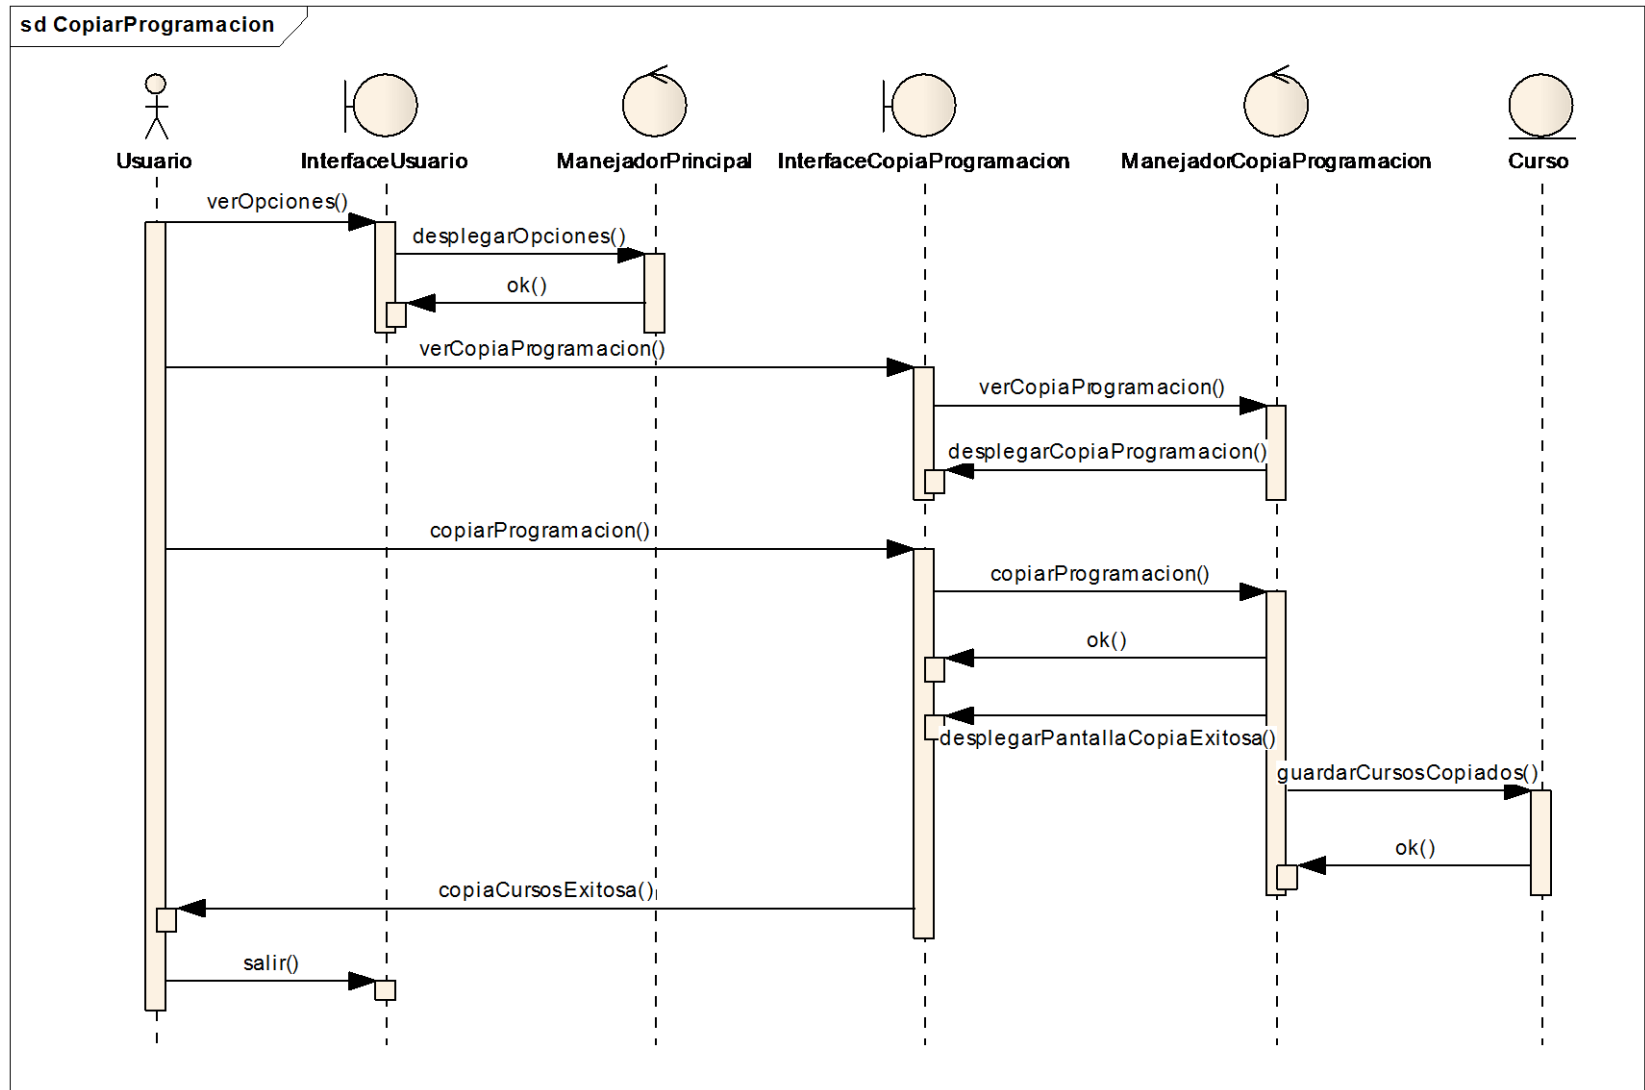 sd CopiarProgramacion
Usuario
InterfaceUsuario
ManejadorPrincipal
InterfaceCopiaProgramacion
ManejadorCopiaProgramacion
Curso
verOpciones()
desplegarOpciones()
ok()
verCopiaProgramacion()
verCopiaProgramacion()
desplegarCopiaProgramacion()
copiarProgramacion()
copiarProgramacion()
ok()
desplegarPantallaCopiaExitosa()
guardarCursosCopiados()
ok()
copiaCursosExitosa()
salir()